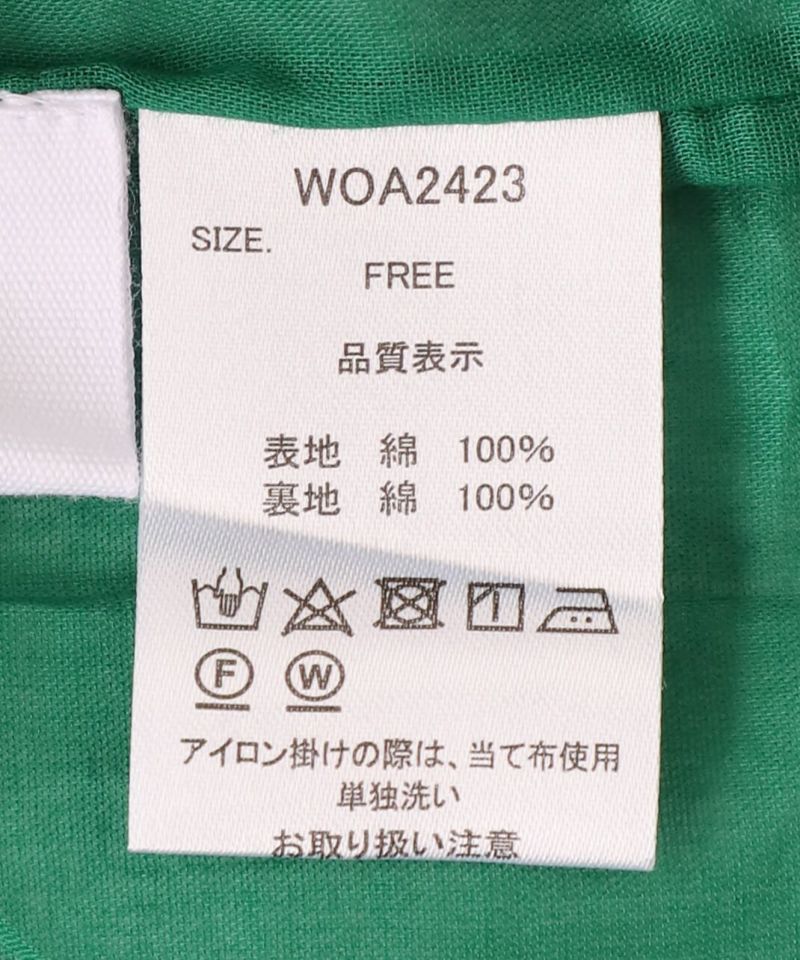 WOA2423
SIZE.
FREE
品質表示
表地 綿 100%
裏地 綿 100%
F W
アイロン掛けの際は、当て布使用
単独洗い
お取り扱い注意